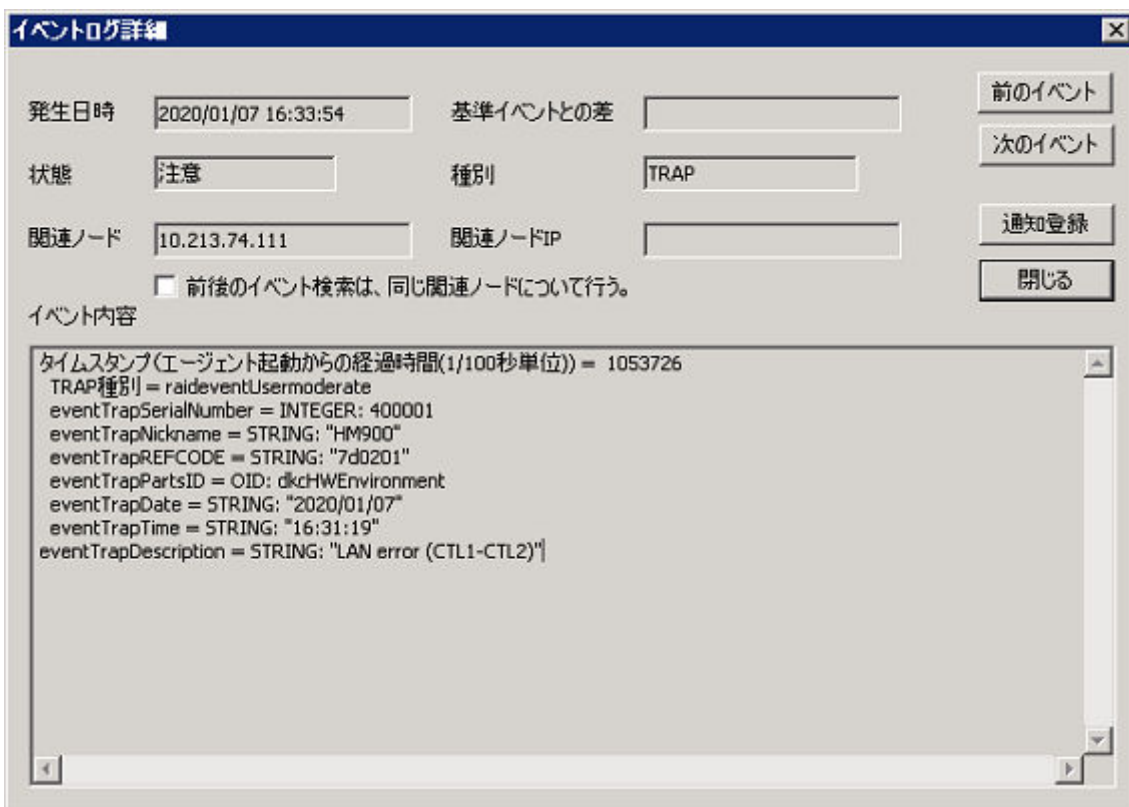 イベントログ詳細
発生日時 2020/01/07 16:33:54 基準イベントとの差 前のイベント
次のイベント
状態 注意 種別 TRAP
関連ノード 10.213.74.111 関連ノードIP 通知登録
前後のイベント検索は、同じ関連ノードについて行う。 閉じる
イベント内容
タイムスタンプ(エージェント起動からの経過時間(1/100秒単位)) = 1053726
TRAP種別 = raideventUsermoderate
eventTrapSerialNumber = INTEGER: 400001
eventTrapNickname = STRING: "HM900"
eventTrapREFCODE = STRING: "7d0201"
eventTrapPartsID = OID: dkcHWEnvironment
eventTrapDate = STRING: "2020/01/07"
eventTrapTime = STRING: "16:31:19"
eventTrapDescription = STRING: "LAN error (CTL1-CTL2)"